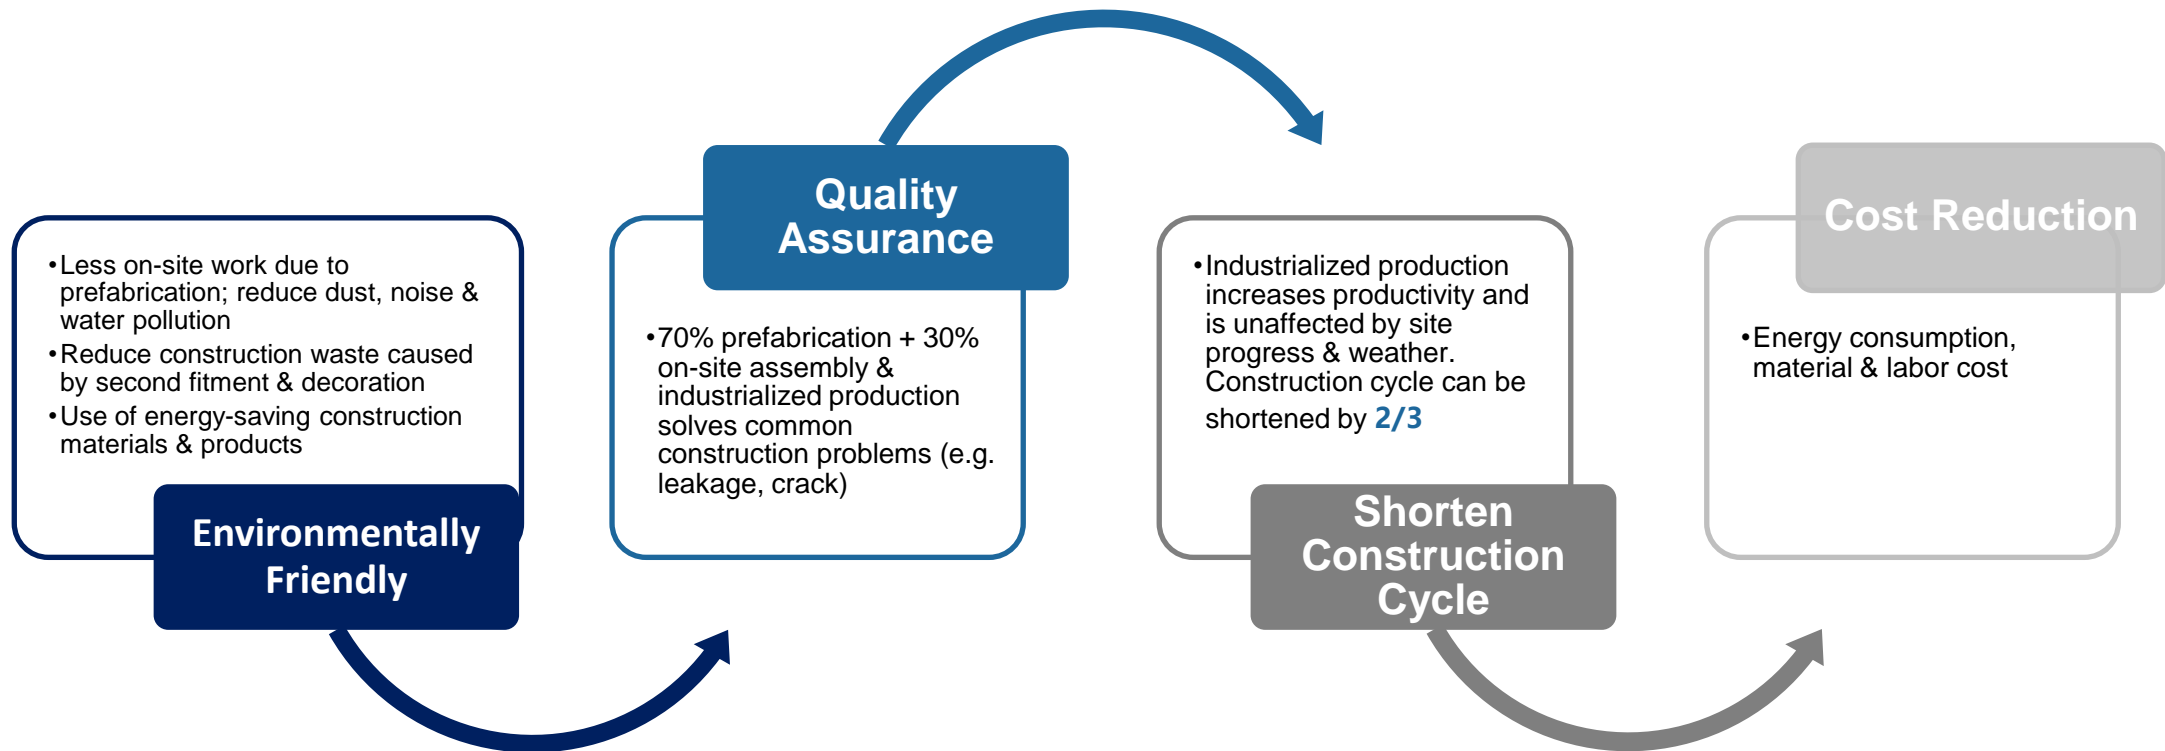 •Less on-site work due to
prefabrication; reduce dust, noise &
water pollution
•Reduce construction waste caused
by second fitment & decoration
•Use of energy-saving construction
materials & products
Environmentally
Friendly
Quality
Assurance
•70% prefabrication + 30%
on-site assembly &
industrialized production
solves common
construction problems (e.g.
leakage, crack)
•Industrialized production
increases productivity and
is unaffected by site
progress & weather.
Construction cycle can be
shortened by 2/3
Shorten
Construction
Cycle
Cost Reduction
•Energy consumption,
material & labor cost